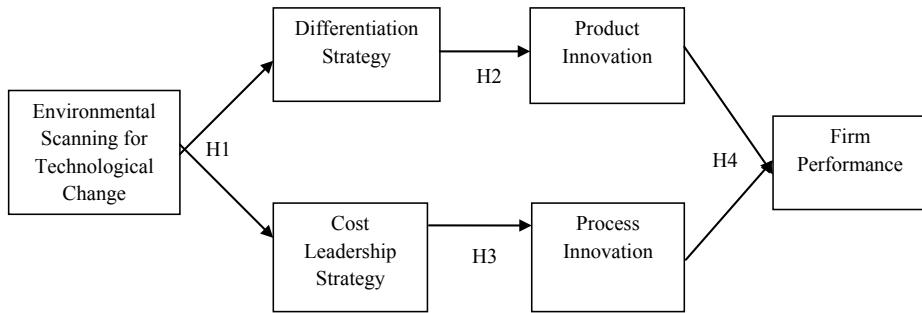 Environmental
Scanning for
Technological
Change
H1
Differentiation
Strategy
H2
Product
Innovation
Cost
Leadership
Strategy
H3
Process
Innovation
H4
Firm
Performance